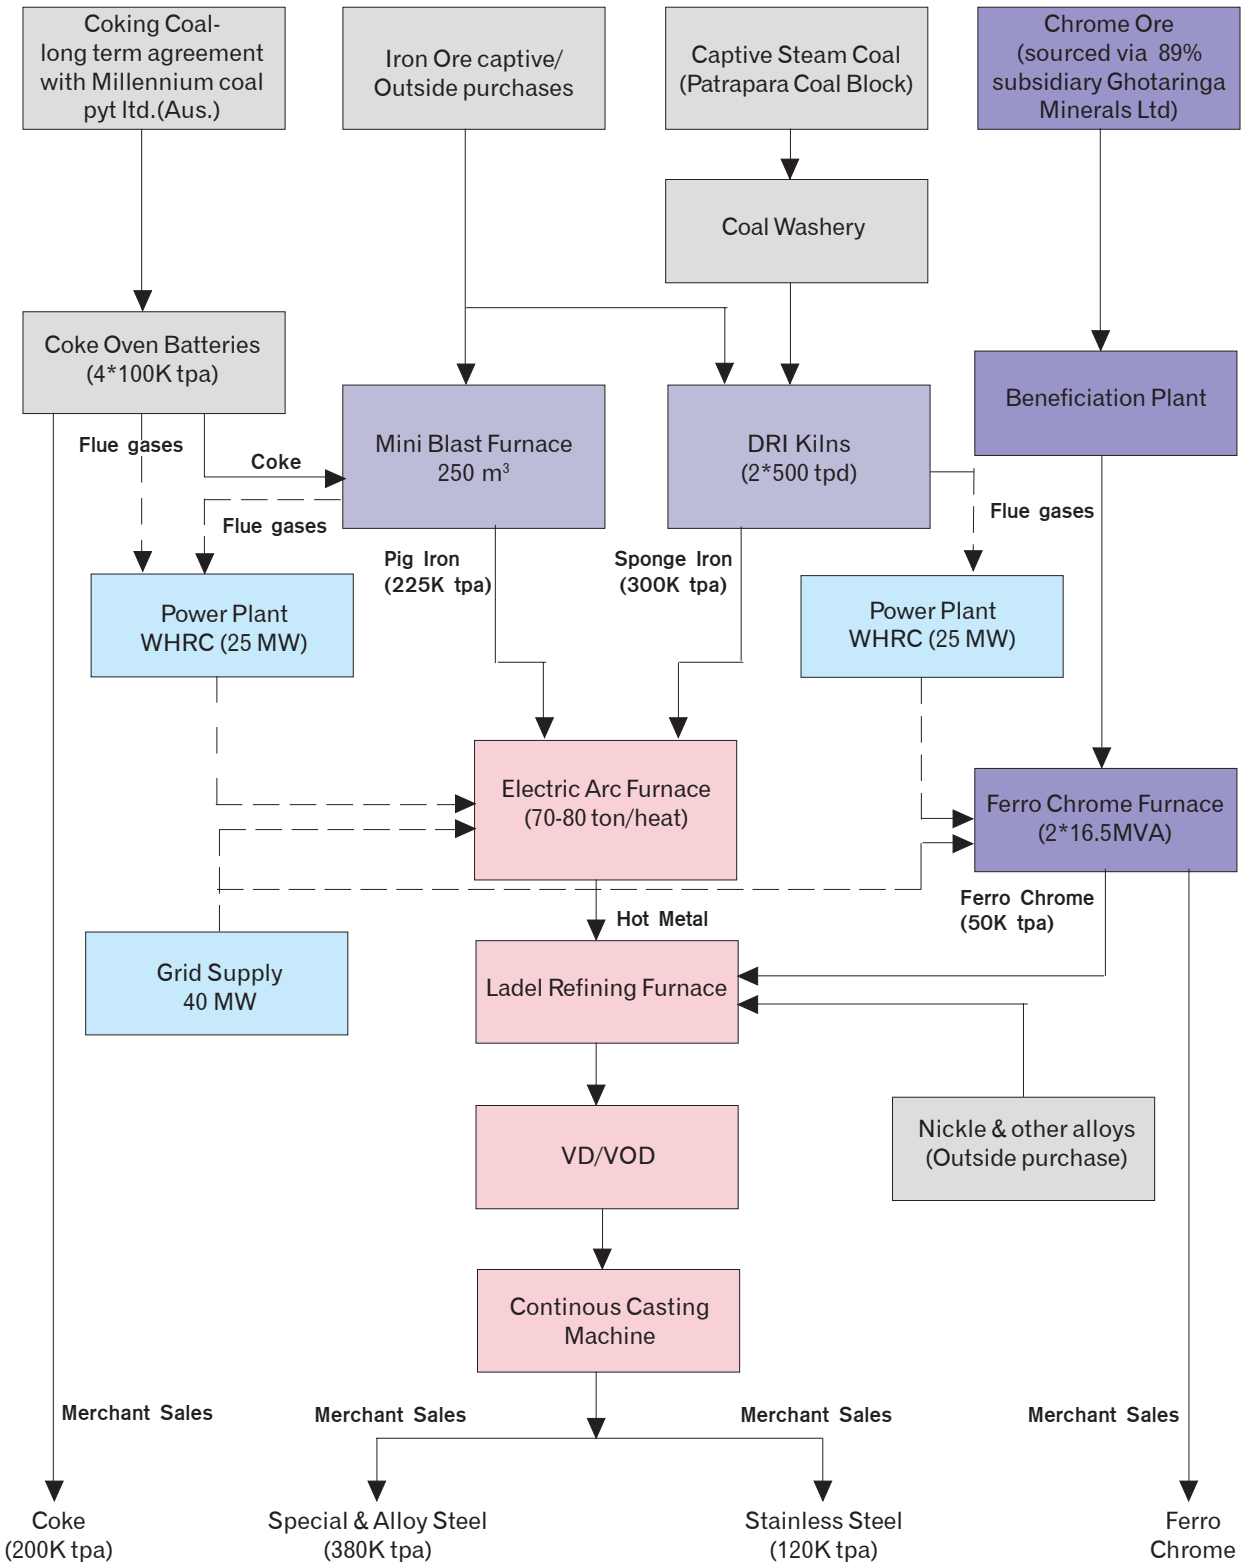 Coking Coal-
long term agreement
with Millennium coal
pyt ltd.(Aus.)
Iron Ore captive/
Outside purchases
Captive Steam Coal
(Patrapara Coal Block)
Chrome Ore
(sourced via 89%
subsidiary Ghotaringa
Minerals Ltd)
Coal Washery
Coke Oven Batteries
(4*100K tpa)
Beneficiation Plant
Mini Blast Furnace
250 m³
DRI Kilns
(2*500 tpd)
Flue gases
Coke
Flue gases
Flue gases
Pig Iron
(225K tpa)
Sponge Iron
(300K tpa)
Power Plant
WHRC (25 MW)
Power Plant
WHRC (25 MW)
Electric Arc Furnace
(70-80 ton/heat)
Ferro Chrome Furnace
(2*16.5MVA)
Ferro Chrome
(50K tpa)
Hot Metal
Grid Supply
40 MW
Ladel Refining Furnace
Nickle & other alloys
(Outside purchase)
VD/VOD
Continous Casting
Machine
Merchant Sales
Merchant Sales
Merchant Sales
Merchant Sales
Coke
(200K tpa)
Special & Alloy Steel
(380K tpa)
Stainless Steel
(120K tpa)
Ferro
Chrome